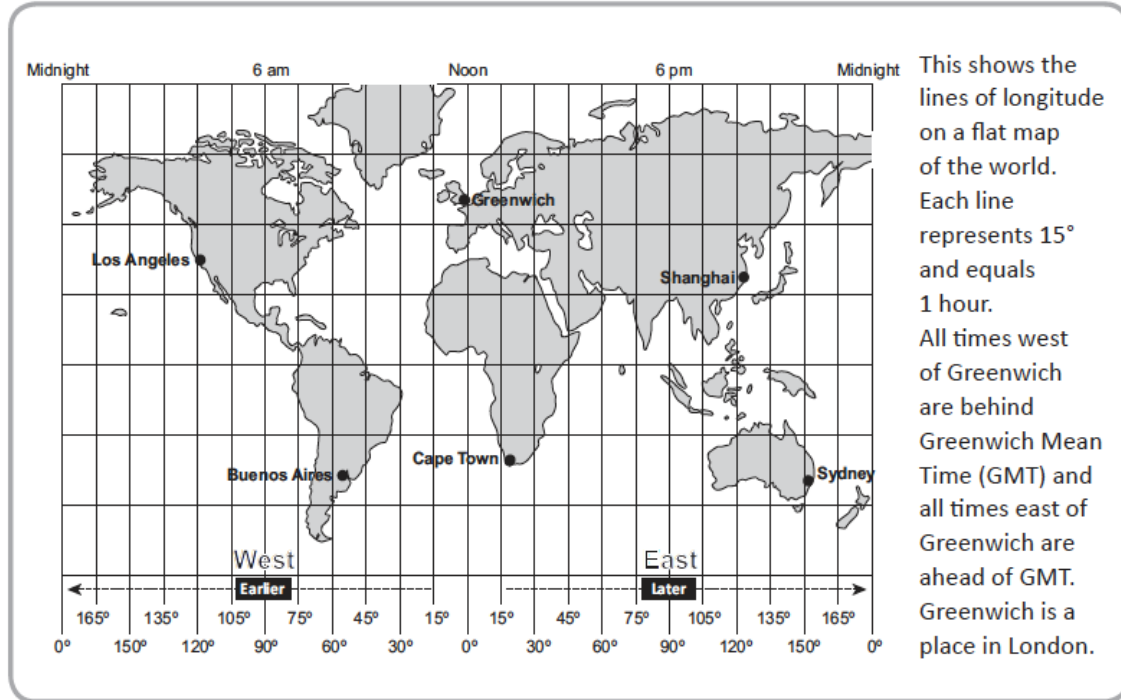 Midnight 6 am Noon 6 pm Midnight
This shows the
lines of longitude
on a flat map
of the world.
Each line
represents 15°
and equals
1 hour.
All times west
of Greenwich
are behind
Greenwich Mean
Time (GMT) and
all times east of
Greenwich are
ahead of GMT.
Greenwich is a
place in London.
Greenwich
Los Angeles
Shanghai
Cape Town
Buenos Aires
Sydney
West East
Earlier Later
165° 135° 105° 75° 45° 15° 15° 45° 75° 105° 135° 165°
0° 150° 120° 90° 60° 30° 0° 30° 60° 90° 120° 150° 0°